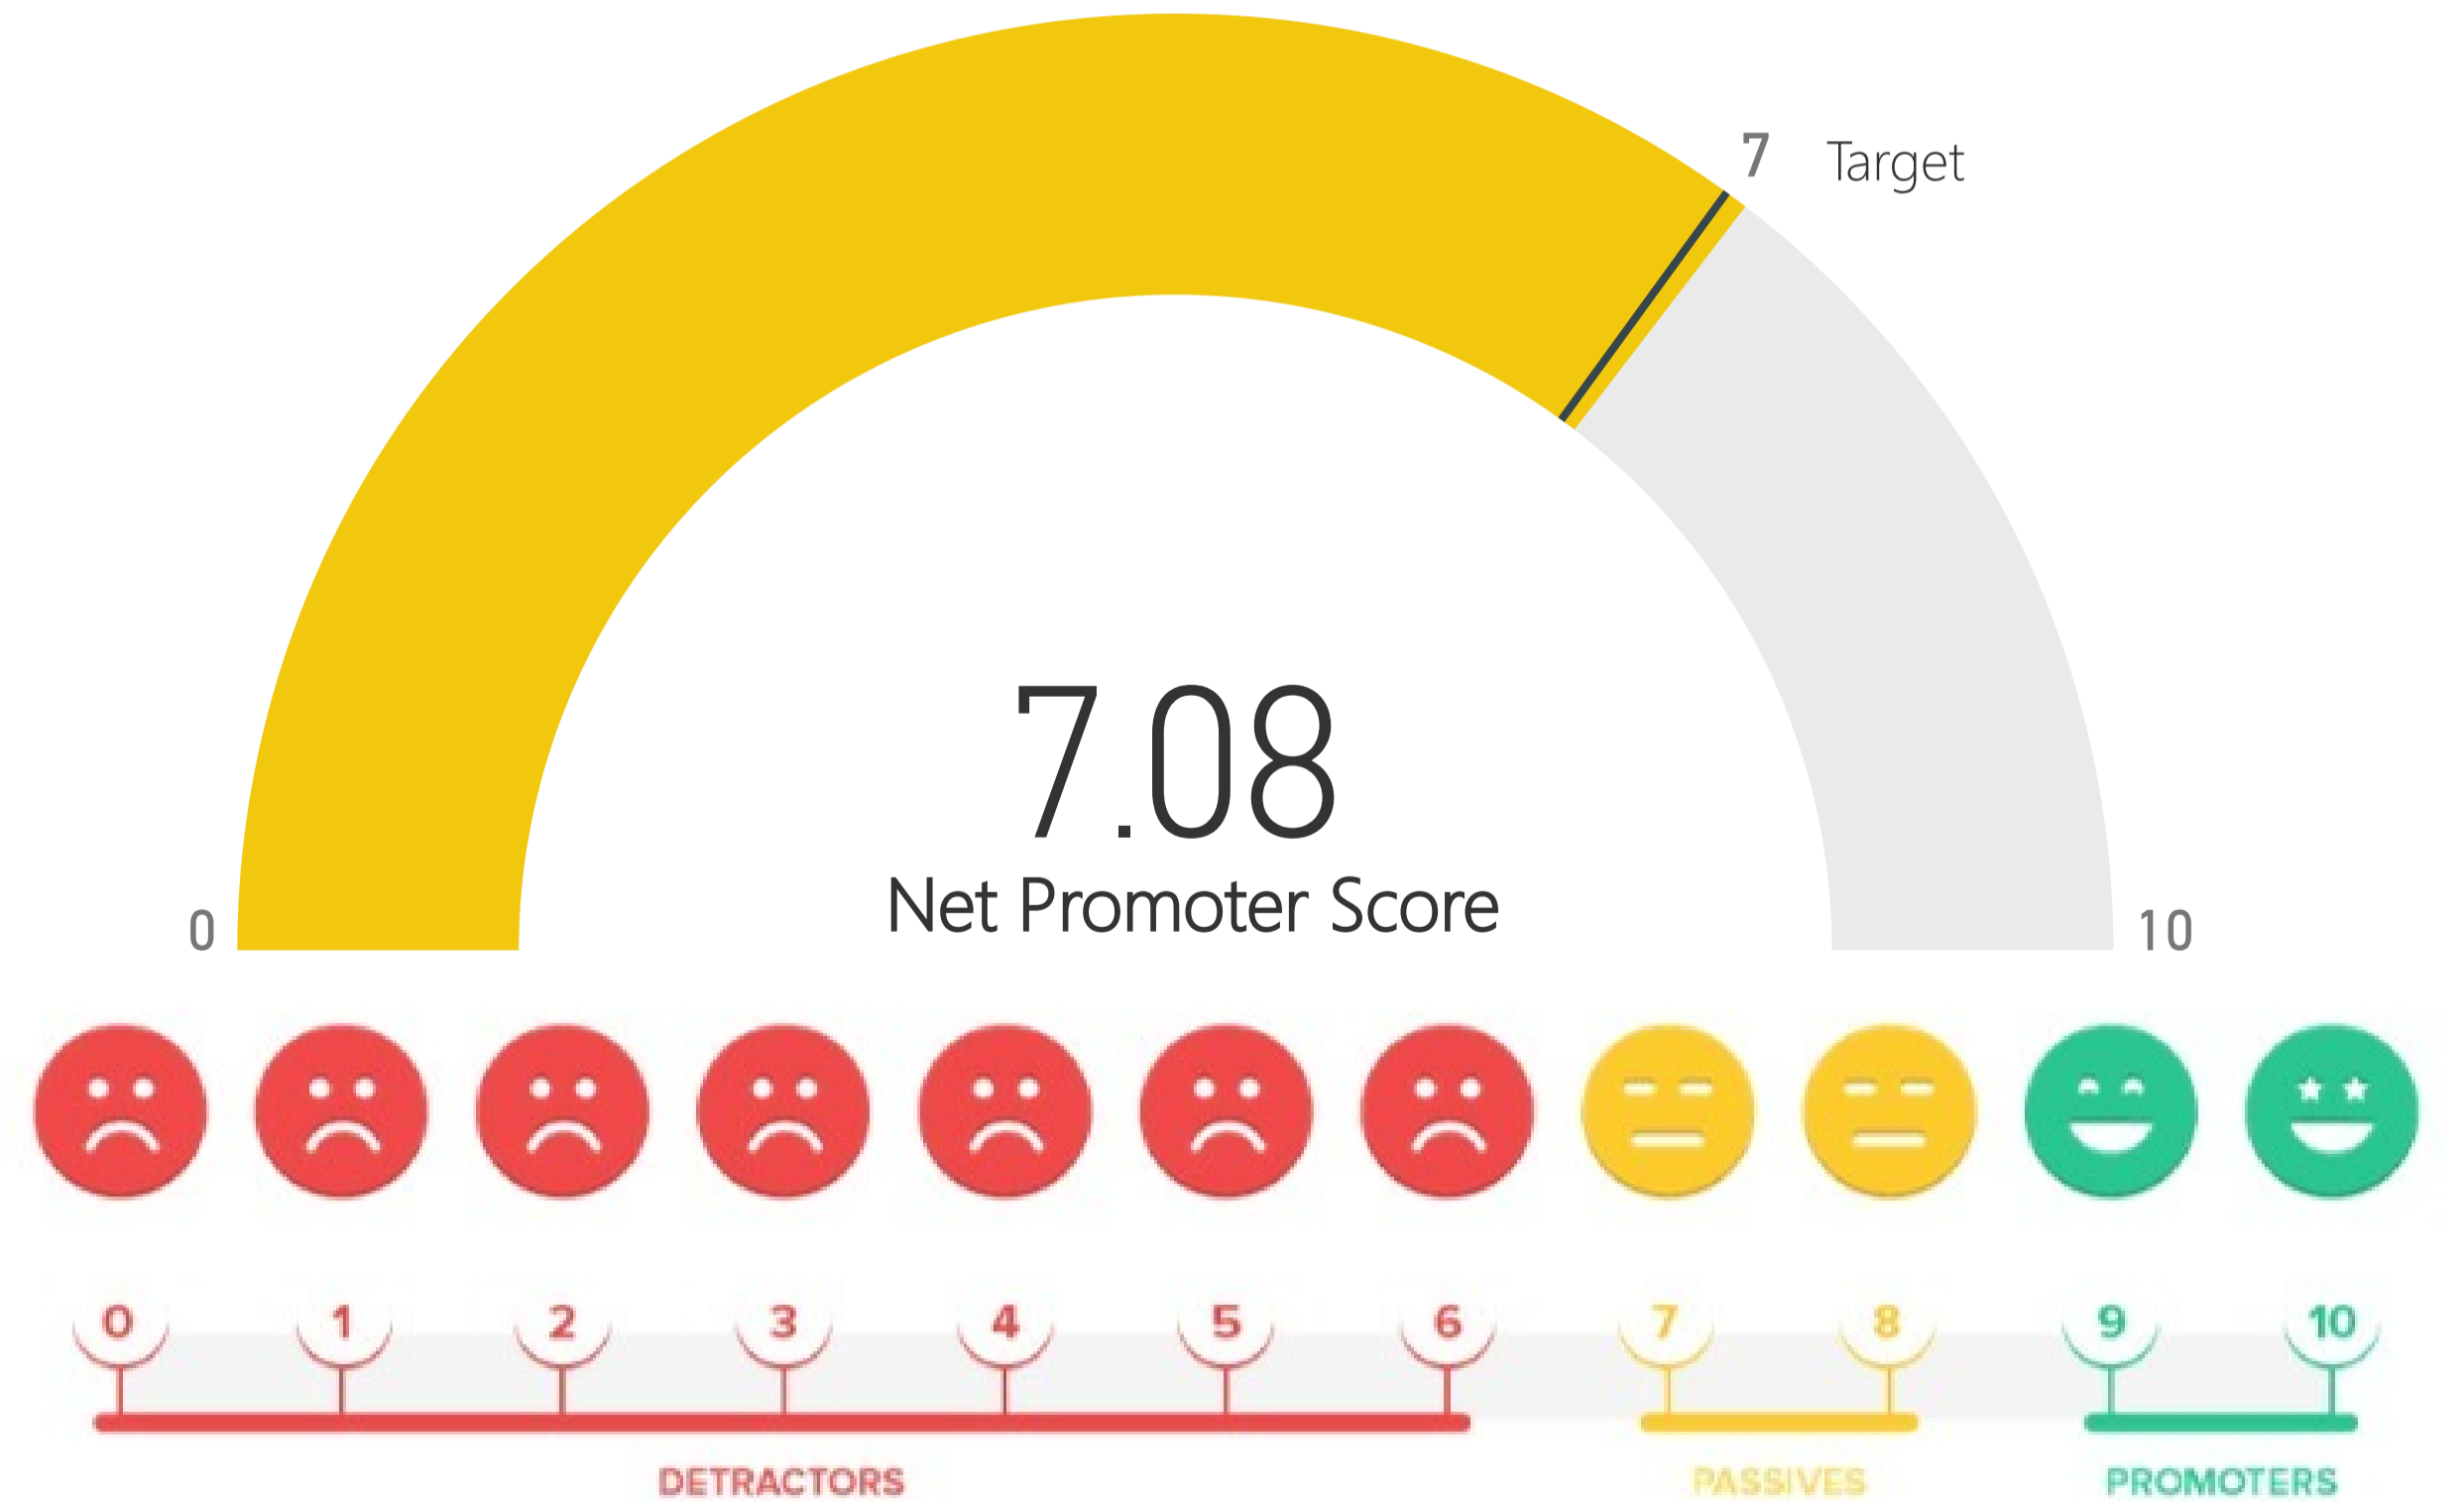 7 Target
7.08
Net Promoter Score
0 10
0 1 2 3 4 5 6 7 8 9 10
DETRACTORS PASSIVES PROMOTERS